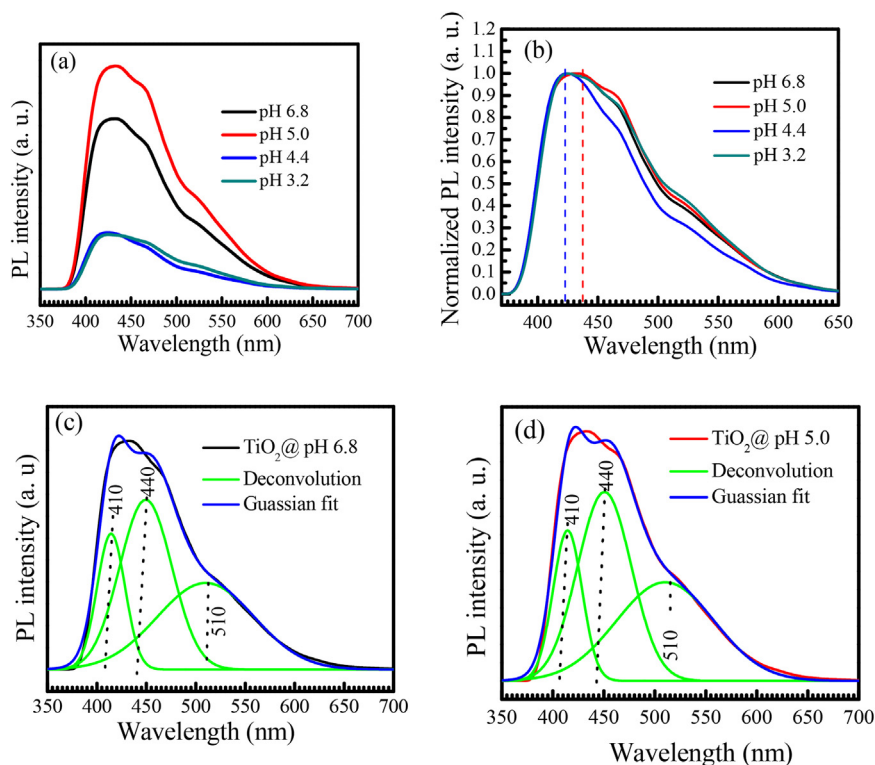 (a)
pH 6.8
pH 5.0
pH 4.4
pH 3.2
PL intensity (a. u.)
350 400 450 500 550 600 650 700
Wavelength (nm)
(b)
pH 6.8
pH 5.0
pH 4.4
pH 3.2
Normalized PL intensity (a. u.)
1.2
1.1
1.0
0.9
0.8
0.7
0.6
0.5
0.4
0.3
0.2
0.1
0.0
400 450 500 550 600 650
Wavelength (nm)
(c)
TiO2@ pH 6.8
Deconvolution
Guassian fit
410
440
510
PL intensity (a. u)
350 400 450 500 550 600 650 700
Wavelength (nm)
(d)
TiO2@ pH 5.0
Deconvolution
Guassian fit
410
440
510
PL intensity (a. u.)
350 400 450 500 550 600 650 700
Wavelength (nm)